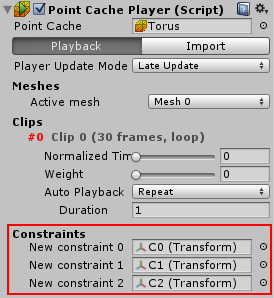 Point Cache Player (Script)
Point Cache Torus
Playback Import
Player Update Mode Late Update
Meshes
Active mesh Mesh 0
Clips
#0 Clip 0 (30 frames, loop)
Normalized Tim 0
Weight 0
Auto Playback Repeat
Duration 1
Constraints
New constraint 0 C0 (Transform)
New constraint 1 C1 (Transform)
New constraint 2 C2 (Transform)